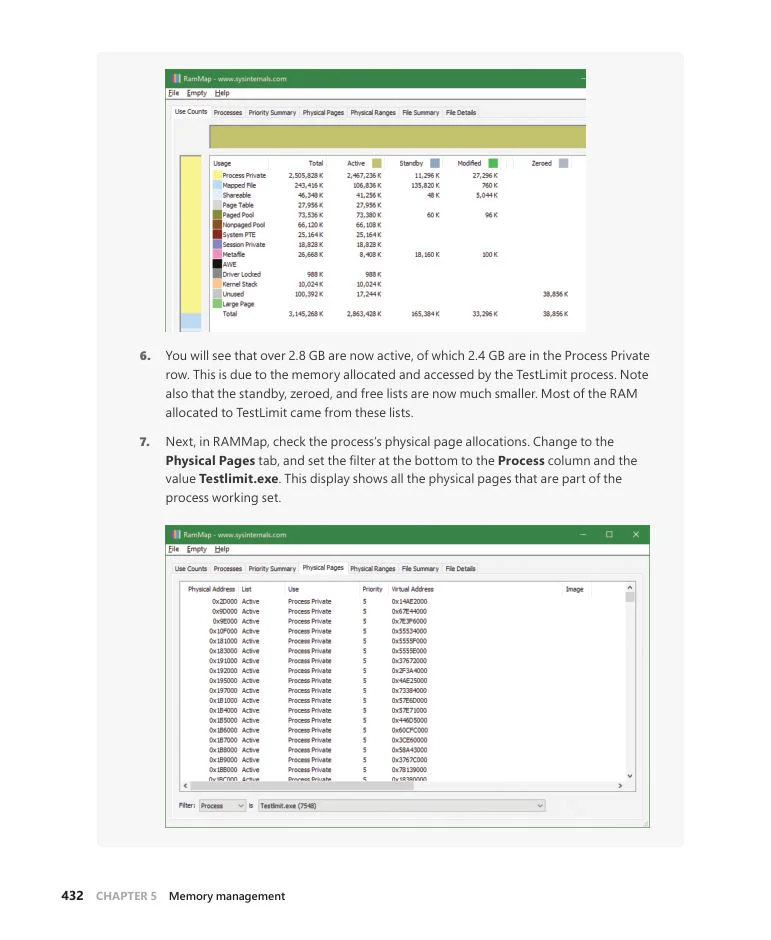 RamMap - www.sysinternals.com
File Empty Help
Use Counts Processes Priority Summary Physical Pages Physical Ranges File Summary File Details
Usage Total Active Standby Modified Zeroed
Process Private 2,505,828 K 2,467,236 K 11,296 K 27,296 K
Mapped File 243,416 K 106,836 K 135,820 K 760 K
Shareable 46,348 K 41,256 K 48 K 5,044 K
Page Table 27,956 K 27,956 K
Paged Pool 73,536 K 73,380 K 60 K 96 K
Nonpaged Pool 66,120 K 66,108 K
System PTE 25,164 K 25,164 K
Session Private 18,828 K 18,828 K
Metafile 26,668 K 8,408 K 18,160 K 100 K
AWE
Driver Locked 988 K 988 K
Kernel Stack 10,024 K 10,024 K
Unused 100,392 K 17,244 K 38,856 K
Large Page
Total 3,145,268 K 2,863,428 K 165,384 K 33,296 K 38,856 K
6. You will see that over 2.8 GB are now active, of which 2.4 GB are in the Process Private
row. This is due to the memory allocated and accessed by the TestLimit process. Note
also that the standby, zeroed, and free lists are now much smaller. Most of the RAM
allocated to TestLimit came from these lists.
7. Next, in RAMMap, check the process's physical page allocations. Change to the
Physical Pages tab, and set the filter at the bottom to the Process column and the
value Testlimit.exe. This display shows all the physical pages that are part of the
process working set.
RamMap - www.sysinternals.com
File Empty Help
Use Counts Processes Priority Summary Physical Pages Physical Ranges File Summary File Details
Physical Address List Use Priority Virtual Address Image
0x2D000 Active Process Private 5 0x14AE2000
0x9D000 Active Process Private 5 0x67E44000
0x9E000 Active Process Private 5 0x7E3F6000
0x10F000 Active Process Private 5 0x55534000
0x181000 Active Process Private 5 0x5555F000
0x183000 Active Process Private 5 0x5555E000
0x191000 Active Process Private 5 0x37672000
0x192000 Active Process Private 5 0x2F3A4000
0x195000 Active Process Private 5 0x4AE25000
0x197000 Active Process Private 5 0x73384000
0x1B1000 Active Process Private 5 0x57E6D000
0x1B4000 Active Process Private 5 0x57E71000
0x1B5000 Active Process Private 5 0x446D5000
0x1B6000 Active Process Private 5 0x60CFC000
0x1B7000 Active Process Private 5 0x3CE60000
0x1B8000 Active Process Private 5 0x58A43000
0x1B9000 Active Process Private 5 0x3767C000
0x1BB000 Active Process Private 5 0x78139000
0x1BC000 Active Process Private 5 0x18380000
Filter: Process is Testlimit.exe (7548)
432 CHAPTER 5 Memory management